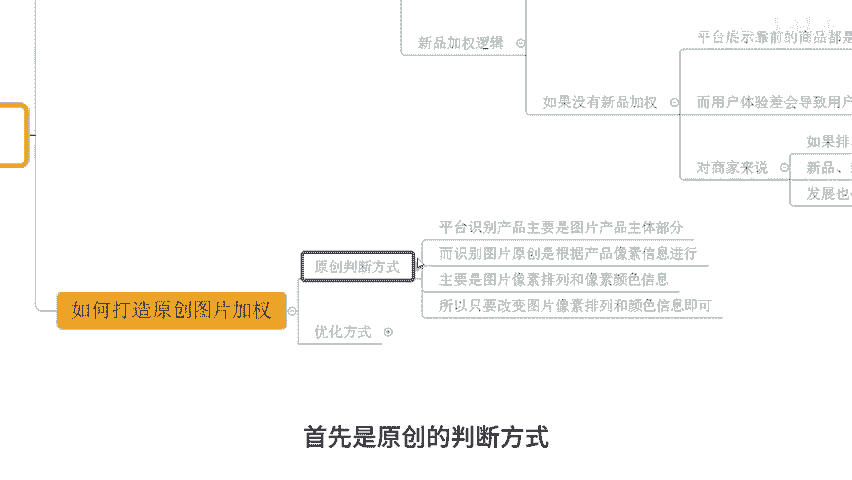 平台展示靠前的商品都是
新品加权逻辑
如果没有新品加权
而用户体验差会导致用户
如果排
对商家来说
新品、
发展也
平台识别产品主要是图片产品主体部分
而识别图片原创是根据产品像素信息进行
原创判断方式
主要是图片像素排列和像素颜色信息
所以只要改变图片像素排列和颜色信息即可
如何打造原创图片加权
优化方式
首先是原创的判断方式